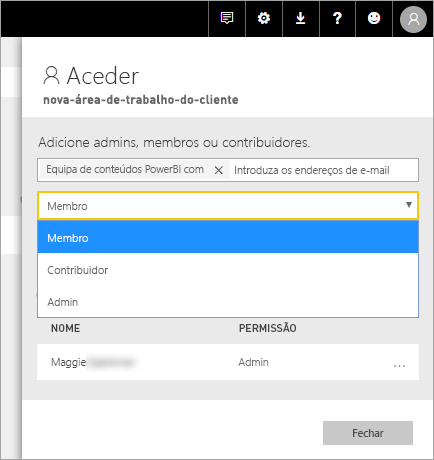 Aceder
nova-área-de-trabalho-do-cliente
Adicione admins, membros ou contribuidores.
Equipa de conteúdos PowerBI com × Introduza os endereços de e-mail
Membro
Membro
Contribuidor
Admin
NOME PERMISSÃO
Maggie Admin ...
Fechar